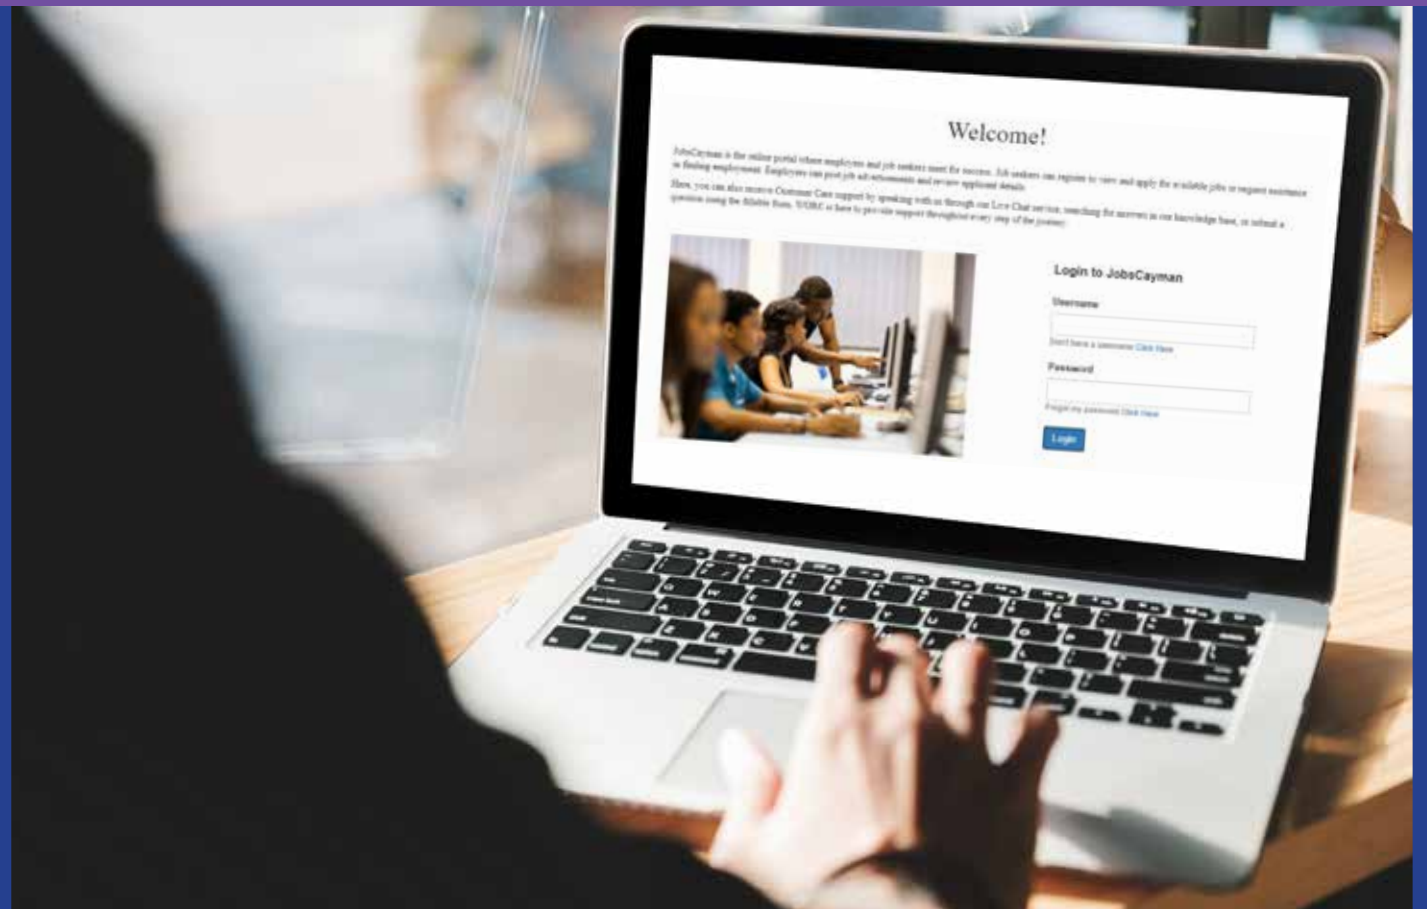 Welcome!
JobsCayman is the online portal where employers and job seekers meet for success. Job seekers can register to view and apply for available jobs or request assistance
in finding employment. Employers can post job advertisements and review applicant details.
Here, you can also receive Customer Care support by speaking with us through our Live Chat service, searching for answers in our knowledge base, or submit a
question using the fillable form. WORC is here to provide support throughout every step of the journey.
Login to JobsCayman
Username
Don't have a username Click Here
Password
Forgot my password Click Here
Login